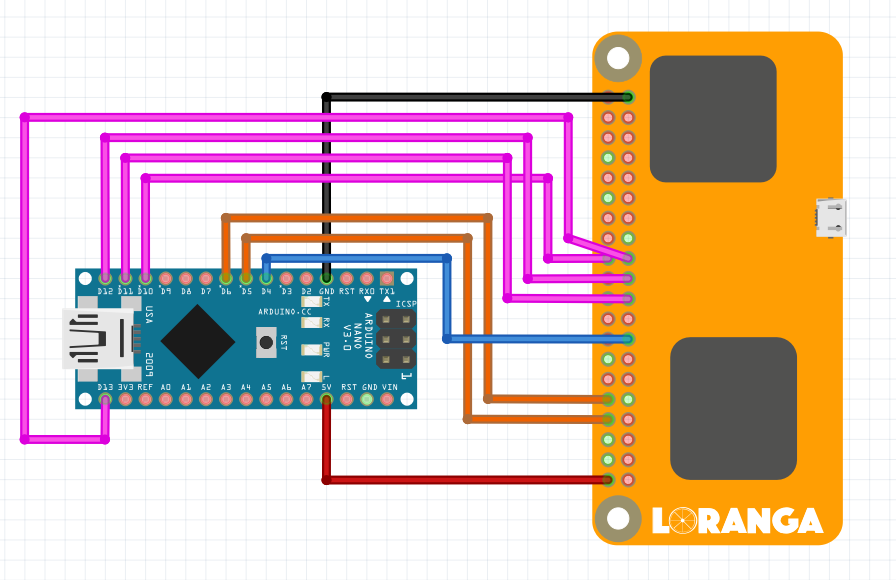 D12 D11 D10 D9 D8 D7 D6 D5 D4 D3 D2 GND RST RX0 TX1
ARDUINO.CC
ICSP
TX
RX
PWR
L
RST
ARDUINO
NANO
V3.0
USA
2009
1
D13 3V3 REF A0 A1 A2 A3 A4 A5 A6 A7 5V RST GND VIN
LORANGA